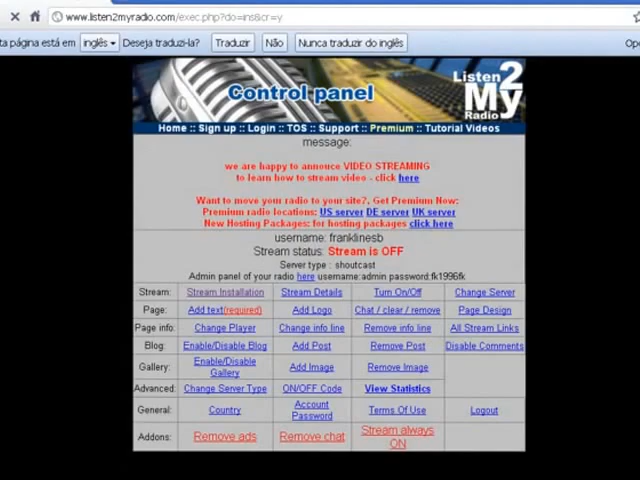 www.listen2myradio.com/exec.php?do=ins&cr=y
ta página está em inglês Deseja traduzi-la? Traduzir Não Nunca traduzir do inglês
Control panel
Listen 2 My Radio
Home :: Sign up :: Login :: TOS :: Support :: Premium :: Tutorial Videos
message:
we are happy to annouce VIDEO STREAMING
to learn how to stream video - click here
Want to move your radio to your site?, Get Premium Now:
Premium radio locations: US server DE server UK server
New Hosting Packages: for hosting packages click here
username: franklinesb
Stream status: Stream is OFF
Server type : shoutcast
Admin panel of your radio here username:admin password:fk1996fk
Stream: Stream Installation Stream Details Turn On/Off Change Server
Page: Add text(required) Add Logo Chat / clear / remove Page Design
Page info: Change Player Change info line Remove info line All Stream Links
Blog: Enable/Disable Blog Add Post Remove Post Disable Comments
Gallery: Enable/Disable Gallery Add Image Remove Image
Advanced: Change Server Type ON/OFF Code View Statistics
General: Country Account Password Terms Of Use Logout
Addons: Remove ads Remove chat Stream always ON